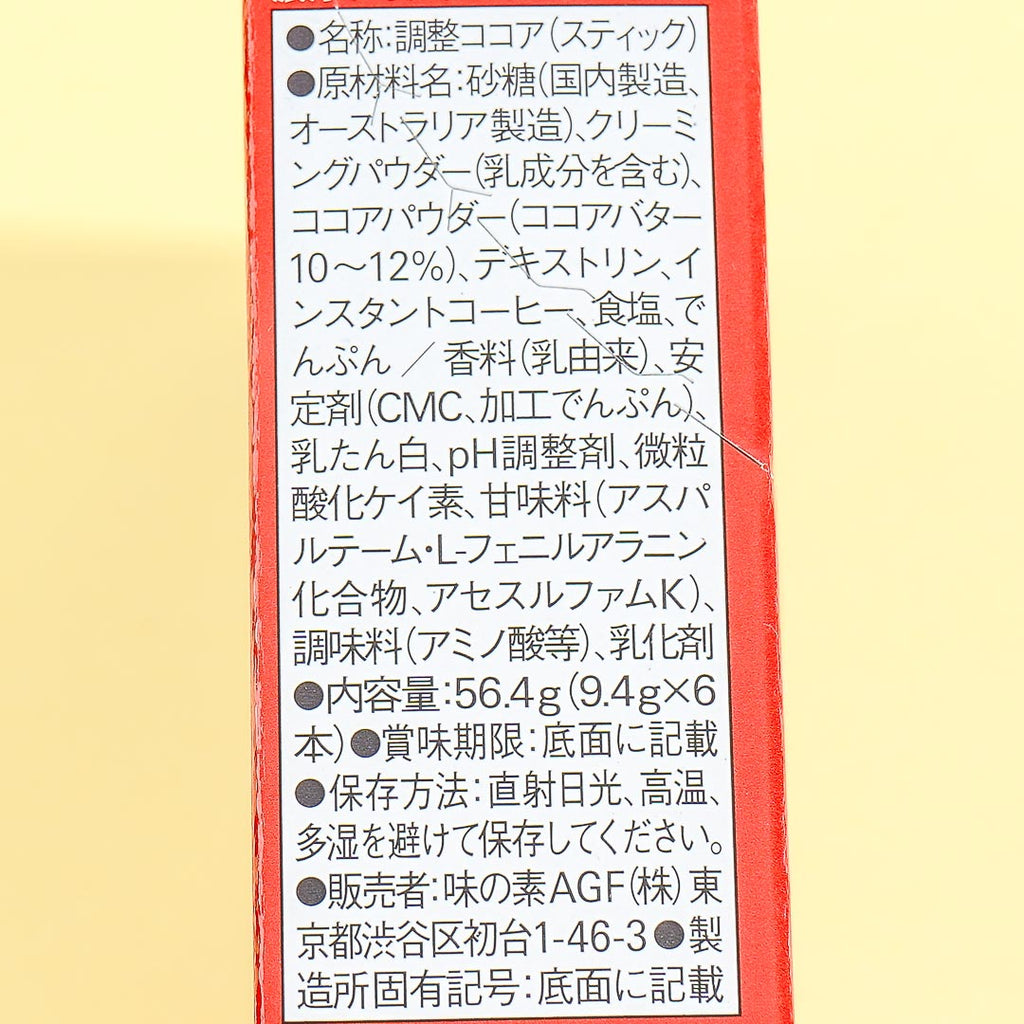 ●名称:調整ココア(スティック)
●原材料名:砂糖(国内製造、
オーストラリア製造)、クリーミ
ングパウダー(乳成分を含む)、
ココアパウダー(ココアバター
10〜12%)、デキストリン、イ
ンスタントコーヒー、食塩、で
んぷん／香料(乳由来)、安
定剤(CMC、加工でんぷん)、
乳たん白、pH調整剤、微粒
酸化ケイ素、甘味料(アスパ
ルテーム・L-フェニルアラニン
化合物、アセスルファムK)、
調味料(アミノ酸等)、乳化剤
●内容量:56.4g(9.4g×6
本)●賞味期限:底面に記載
●保存方法:直射日光、高温、
多湿を避けて保存してください。
●販売者:味の素AGF(株)東
京都渋谷区初台1-46-3●製
造所固有記号:底面に記載